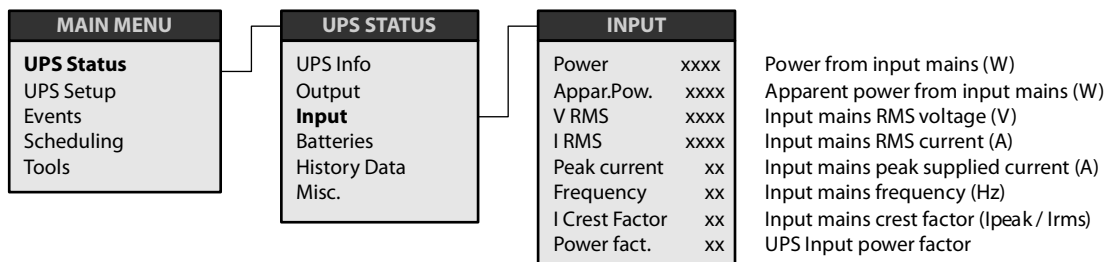 MAIN MENU
UPS Status
UPS Setup
Events
Scheduling
Tools
UPS STATUS
UPS Info
Output
Input
Batteries
History Data
Misc.
INPUT
Power xxxx Power from input mains (W)
Appar.Pow. xxxx Apparent power from input mains (W)
V RMS xxxx Input mains RMS voltage (V)
I RMS xxxx Input mains RMS current (A)
Peak current xx Input mains peak supplied current (A)
Frequency xx Input mains frequency (Hz)
I Crest Factor xx Input mains crest factor (Ipeak / Irms)
Power fact. xx UPS Input power factor